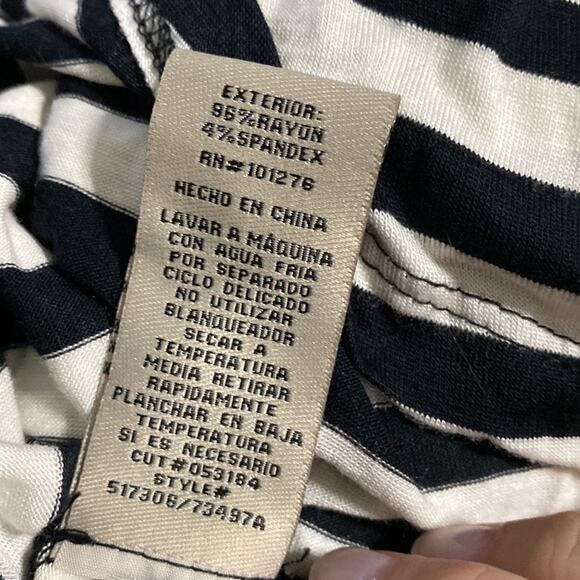 EXTERIOR:
96%RAYON
4%SPANDEX
RN#101276
HECHO EN CHINA
LAVAR A MÁQUINA
CON AGUA FRIA
POR SEPARADO
CICLO DELICADO
NO UTILIZAR
BLANQUEADOR
SECAR A
TEMPERATURA
MEDIA RETIRAR
RAPIDAMENTE
PLANCHAR EN BAJA
TEMPERATURA
SI ES NECESARIO
CUT#053184
STYLE#
517306/73497A